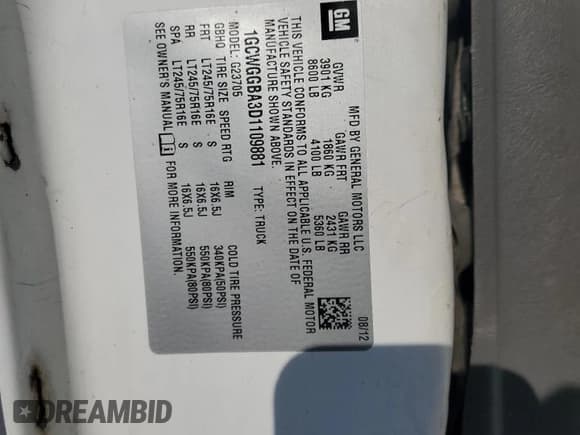 GM
MFD BY GENERAL MOTORS LLC 08/12
GVWR GAWR FRT GAWR RR
3901 KG 1860 KG 2431 KG
8600 LB 4100 LB 5360 LB
THIS VEHICLE CONFORMS TO ALL APPLICABLE U.S. FEDERAL MOTOR
VEHICLE SAFETY STANDARDS IN EFFECT ON THE DATE OF
MANUFACTURE SHOWN ABOVE.
1GCWGGBA3D1109881 TYPE: TRUCK
MODEL: G23705
GBHQ TIRE SIZE SPEED RTG RIM COLD TIRE PRESSURE
FRT LT245/75R16E S 16X6.5J 340KPA(50PSI)
RR LT245/75R16E S 16X6.5J 550KPA(80PSI)
SPA LT245/75R16E S 16X6.5J 550KPA(80PSI)
SEE OWNER'S MANUAL i FOR MORE INFORMATION.
DREAMBID